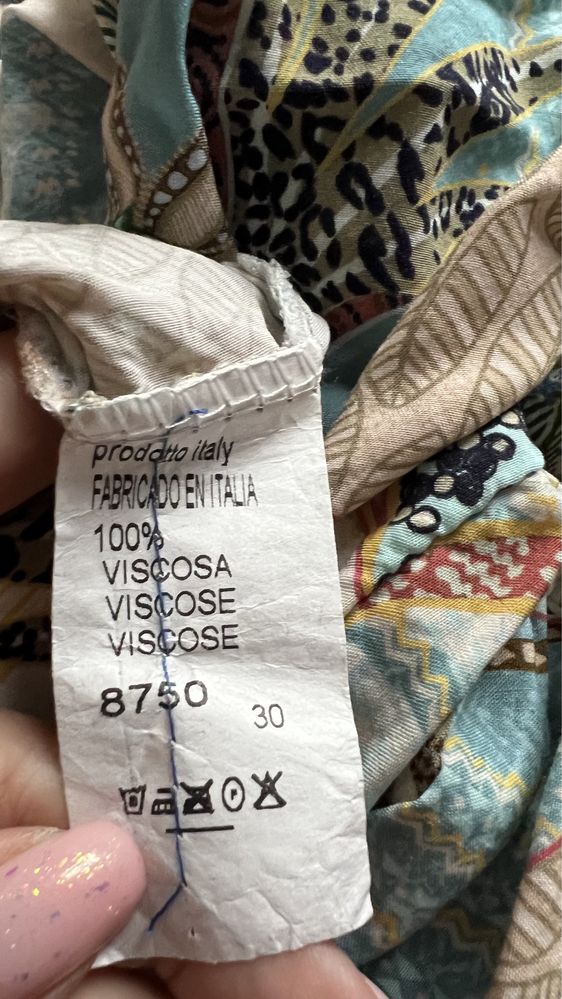 prodotto italy
FABRICADO EN ITALIA
100%
VISCOSA
VISCOSE
VISCOSE
8750
30
P